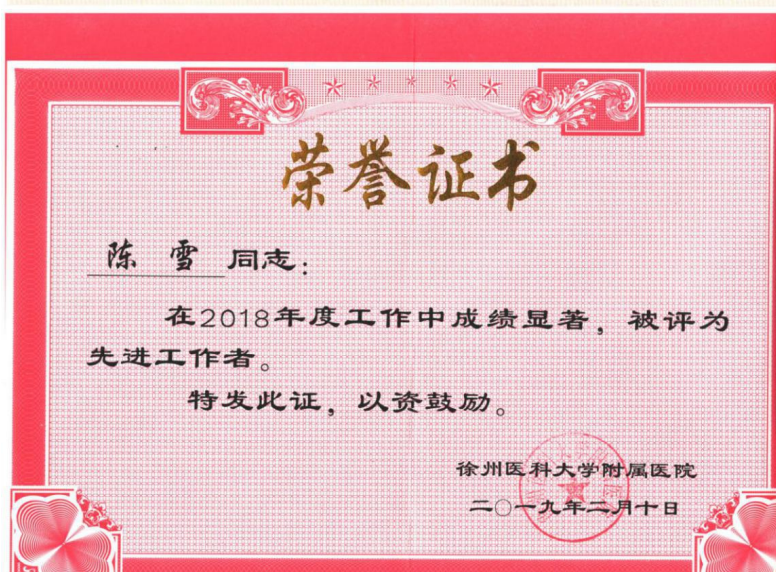 荣誉证书
陈雪同志：
在2018年度工作中成绩显著，被评为
先进工作者。
特发此证，以资鼓励。
徐州医科大学附属医院
二〇一九年二月十日